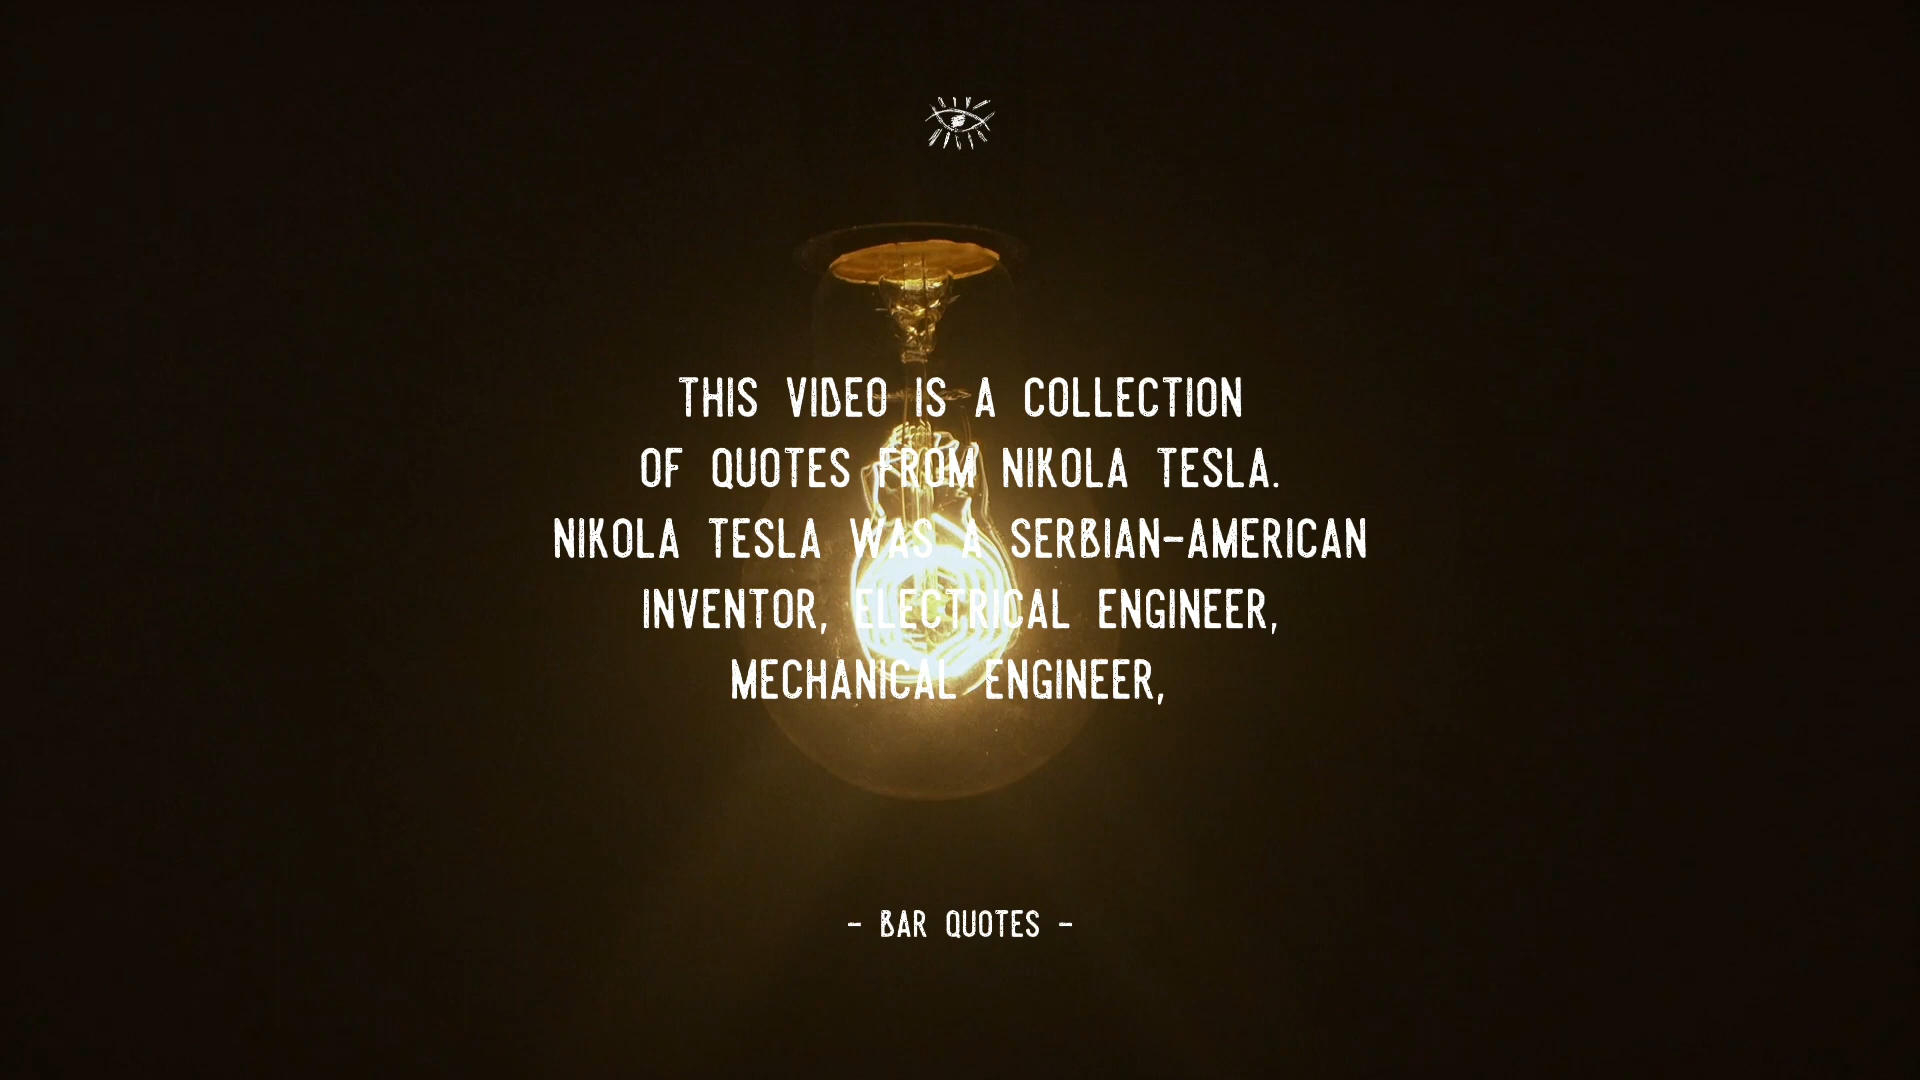 THIS VIDEO IS A COLLECTION
OF QUOTES FROM NIKOLA TESLA.
NIKOLA TESLA WAS A SERBIAN-AMERICAN
INVENTOR, ELECTRICAL ENGINEER,
MECHANICAL ENGINEER,
- BAR QUOTES -